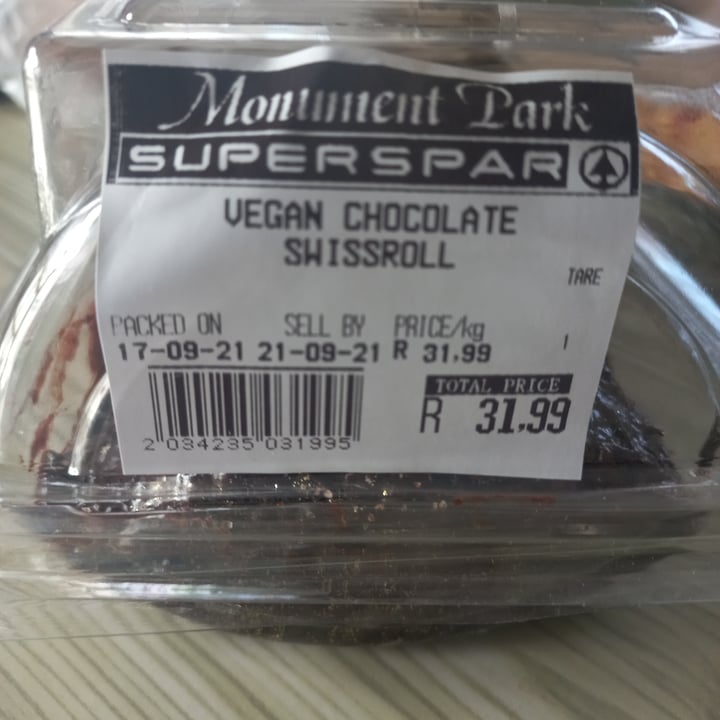 Monument Park
SUPERSPAR
VEGAN CHOCOLATE
SWISSROLL
TARE
PACKED ON SELL BY PRICE/kg
17-09-21 21-09-21 R 31.99 1
TOTAL PRICE
R 31.99
2 034235 031995